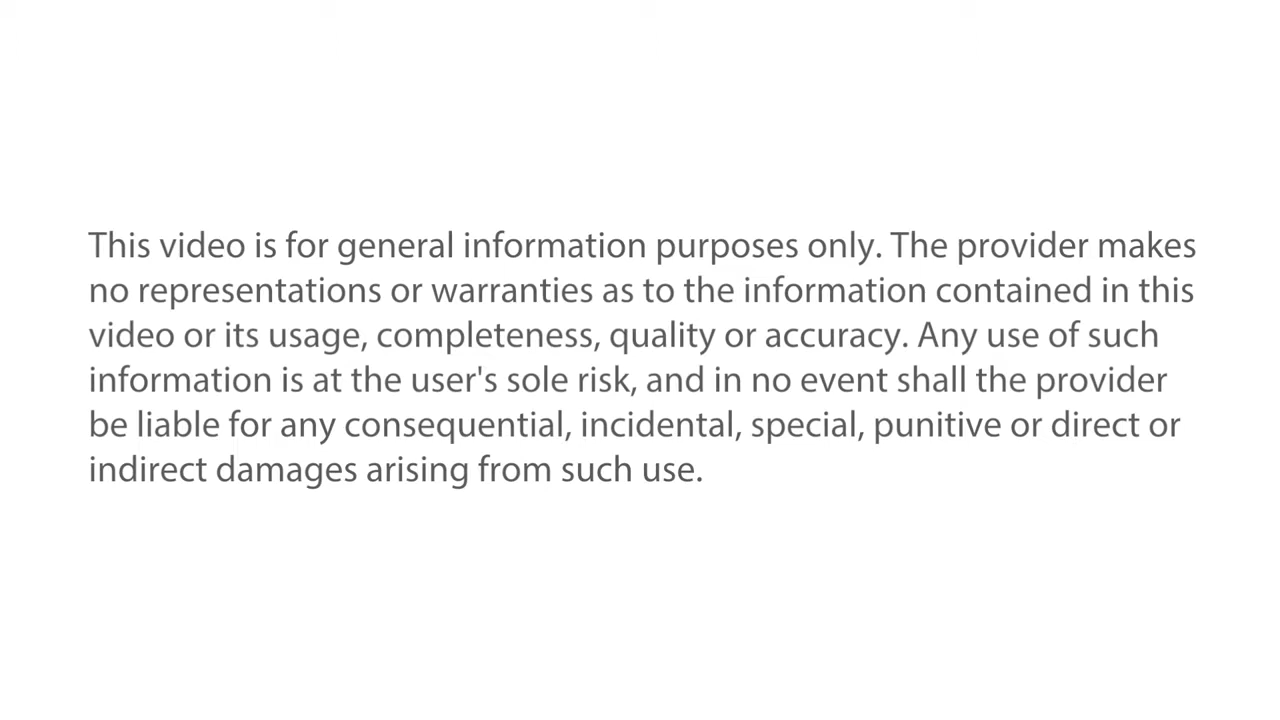 This video is for general information purposes only. The provider makes
no representations or warranties as to the information contained in this
video or its usage, completeness, quality or accuracy. Any use of such
information is at the user's sole risk, and in no event shall the provider
be liable for any consequential, incidental, special, punitive or direct or
indirect damages arising from such use.